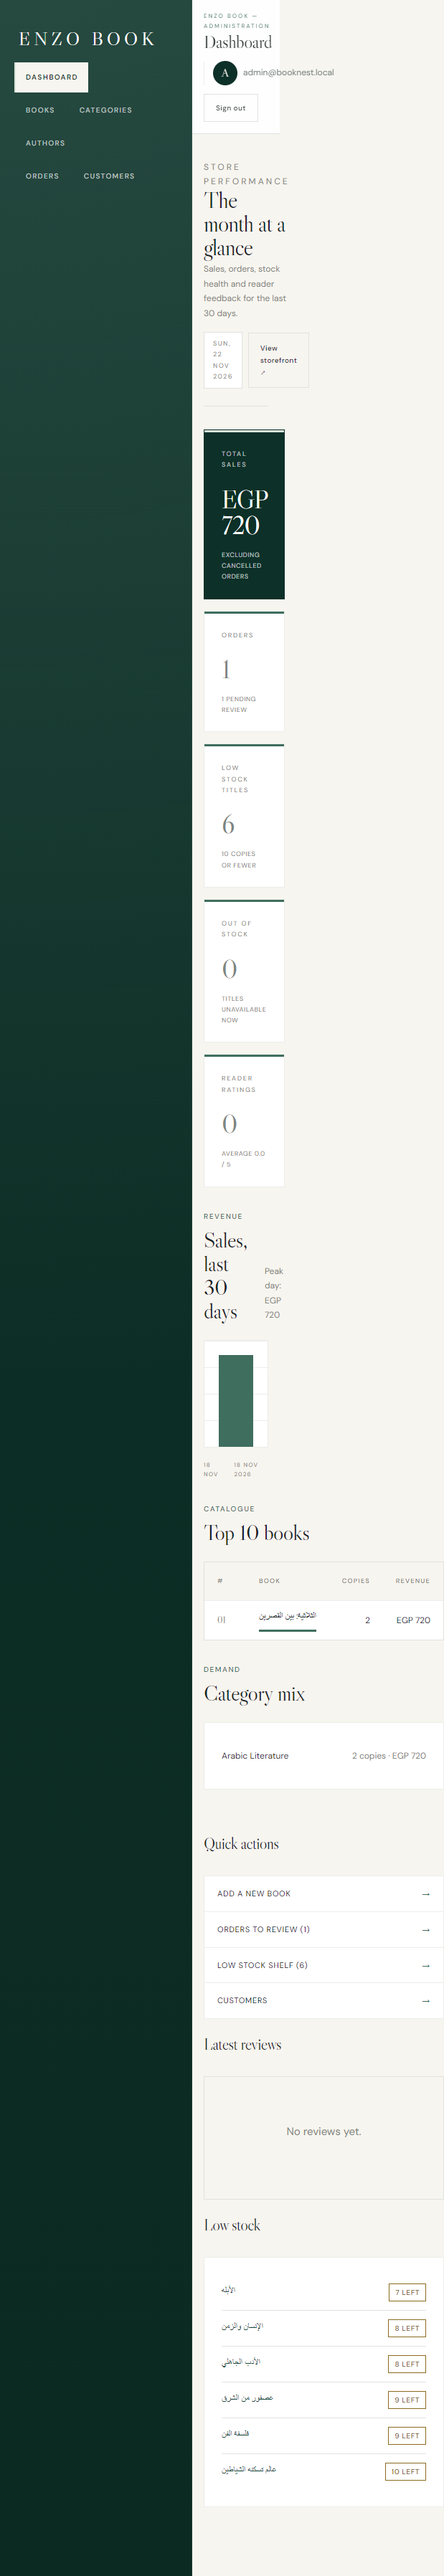 ENZO BOOK
DASHBOARD
BOOKS CATEGORIES
AUTHORS
ORDERS CUSTOMERS
ENZO BOOK —
ADMINISTRATION
Dashboard
A admin@booknest.local
Sign out
STORE
PERFORMANCE
The
month at a
glance
Sales, orders, stock
health and reader
feedback for the last
30 days.
SUN,
22
NOV
2026
View
storefront
↗
TOTAL
SALES
EGP
720
EXCLUDING
CANCELLED
ORDERS
ORDERS
1
1 PENDING
REVIEW
LOW
STOCK
TITLES
6
10 COPIES
OR FEWER
OUT OF
STOCK
0
TITLES
UNAVAILABLE
NOW
READER
RATINGS
0
AVERAGE 0.0
/ 5
REVENUE
Sales,
last
30
days
Peak
day:
EGP
720
18
NOV
18 NOV
2026
CATALOGUE
Top 10 books
# BOOK COPIES REVENUE
01 الثلاثية: بين القصرين 2 EGP 720
DEMAND
Category mix
Arabic Literature 2 copies · EGP 720
Quick actions
ADD A NEW BOOK →
ORDERS TO REVIEW (1) →
LOW STOCK SHELF (6) →
CUSTOMERS →
Latest reviews
No reviews yet.
Low stock
الأبله 7 LEFT
الإنسان والزمن 8 LEFT
الأدب الجاهلي 8 LEFT
عصفور من الشرق 9 LEFT
فلسفة الفن 9 LEFT
عالم تسكنه الشياطين 10 LEFT